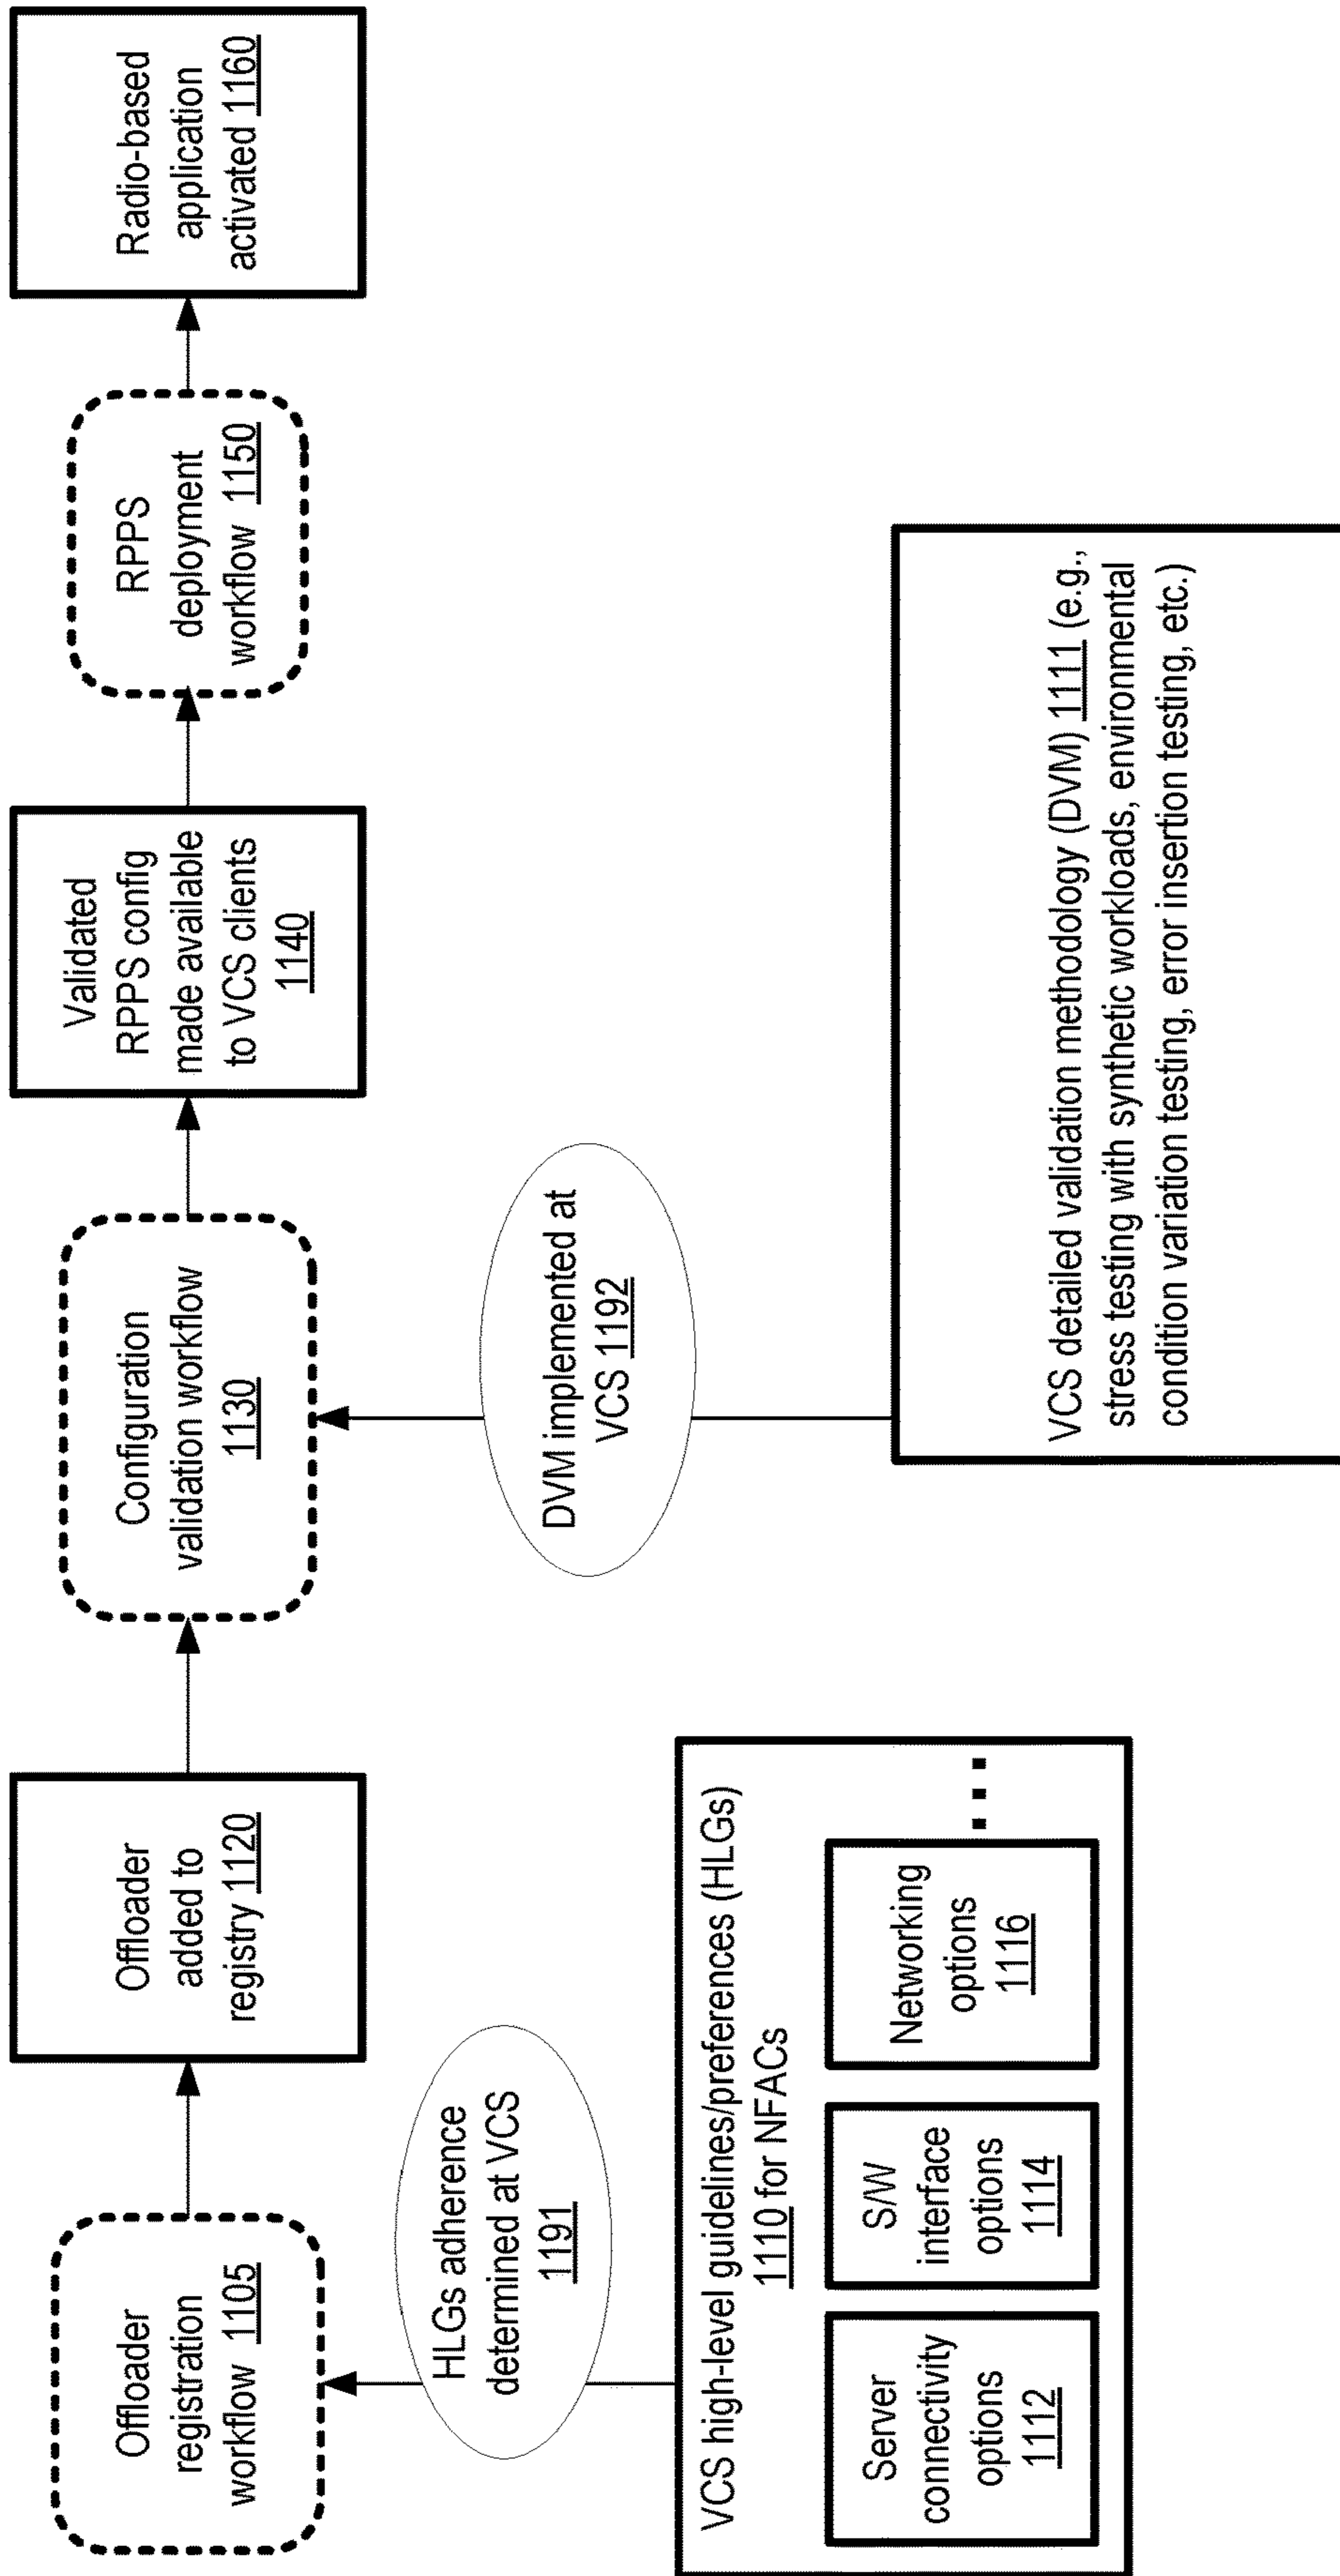 Offloader
registration
workflow 1105
Offloader
added to
registry 1120
Configuration
validation workflow
1130
Validated
RPPS config
made available
to VCS clients
1140
RPPS
deployment
workflow 1150
Radio-based
application
activated 1160
HLGs adherence
determined at VCS
1191
DVM implemented at
VCS 1192
VCS high-level guidelines/preferences (HLGs)
1110 for NFACs
Server
connectivity
options
1112
S/W
interface
options
1114
Networking
options
1116
VCS detailed validation methodology (DVM) 1111 (e.g.,
stress testing with synthetic workloads, environmental
condition variation testing, error insertion testing, etc.)